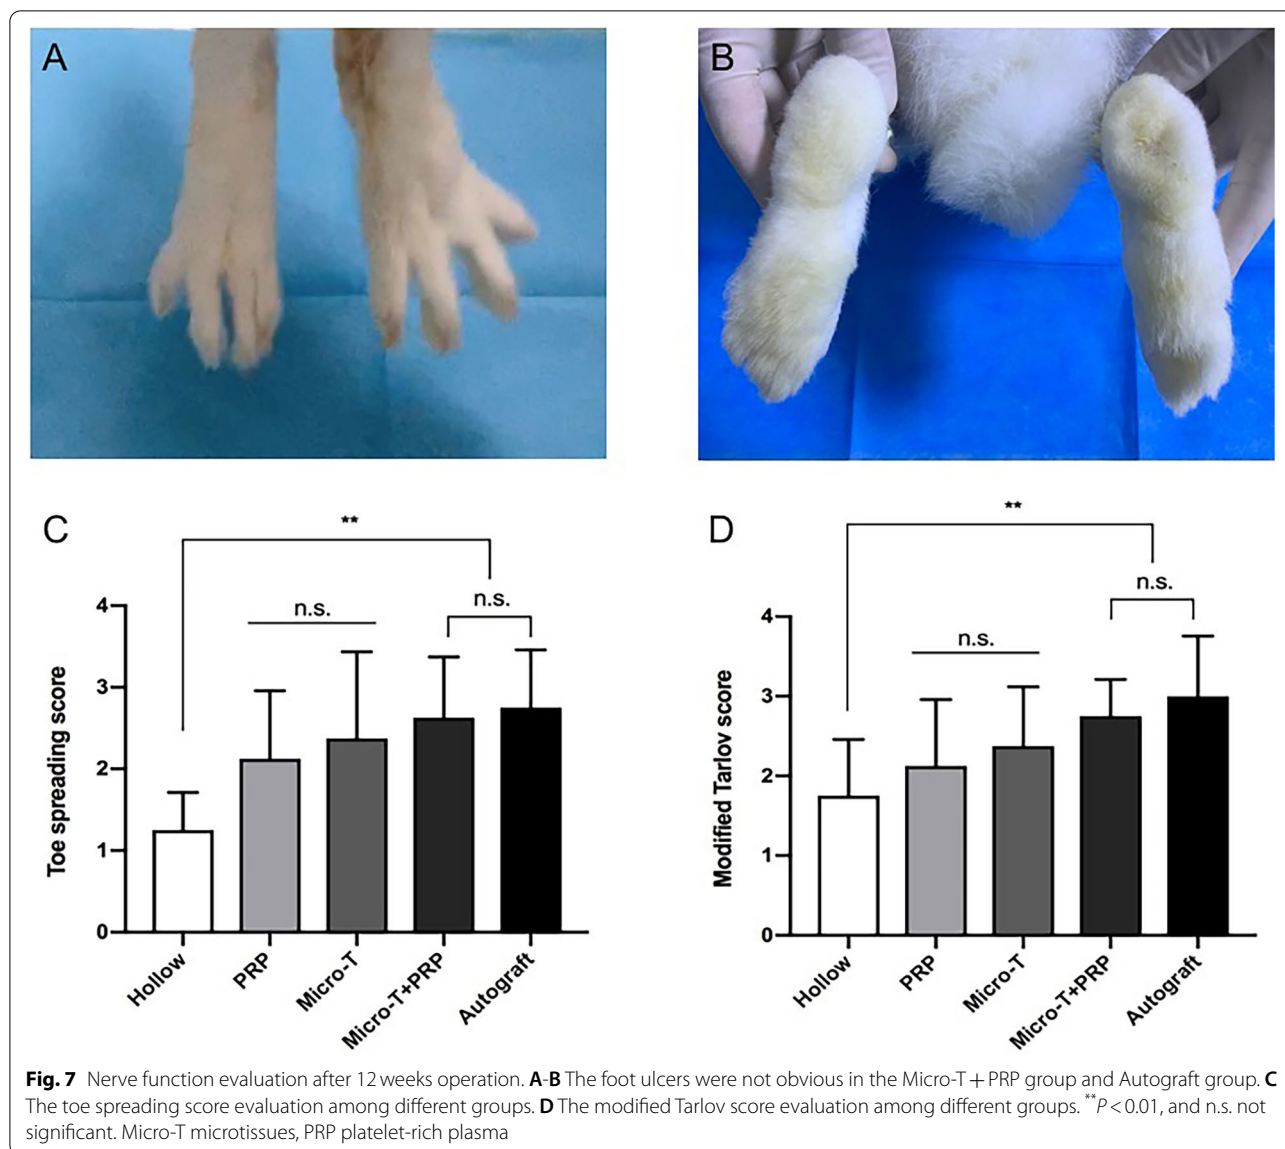 A
B
C
**
n.s.
n.s.
4
3
2
1
0
Toe spreading score
Hollow
PRP
Micro-T
Micro-T+PRP
Autograft
D
**
n.s.
n.s.
4
3
2
1
0
Modified Tarlov score
Hollow
PRP
Micro-T
Micro-T+PRP
Autograft
Fig. 7 Nerve function evaluation after 12 weeks operation. A-B The foot ulcers were not obvious in the Micro-T + PRP group and Autograft group. C
The toe spreading score evaluation among different groups. D The modified Tarlov score evaluation among different groups. **P < 0.01, and n.s. not
significant. Micro-T microtissues, PRP platelet-rich plasma